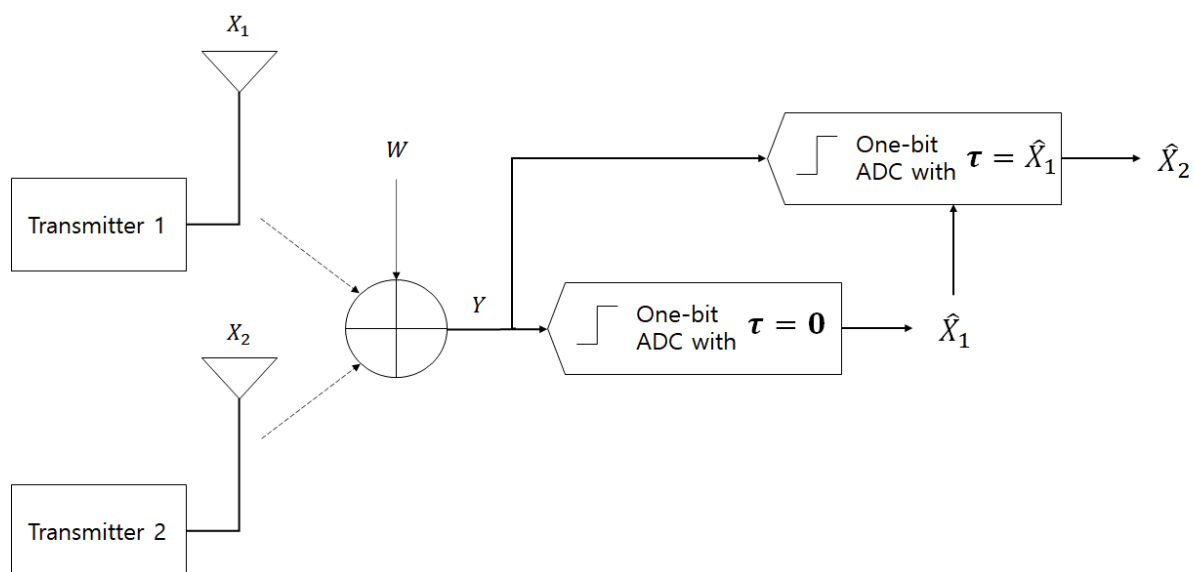 X₁
Transmitter 1
X₂
Transmitter 2
W
Y
One-bit
ADC with τ = 0
X̂₁
One-bit
ADC with τ = X̂₁
X̂₂